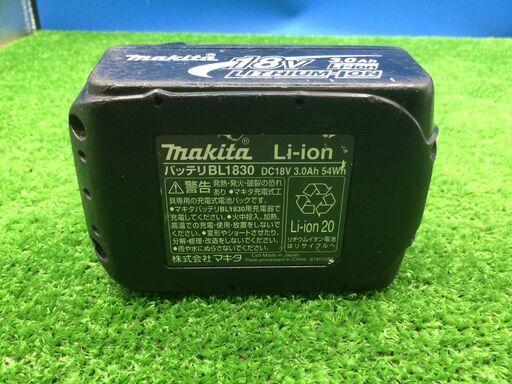 makita 18V 3.0Ah
Li-ion
LITHIUM-ION
makita® Li-ion
バッテリBL1830 DC18V 3.0Ah 54Wh
警告 発熱・発火・破裂の恐れ
あり ●マキタ充電式工
具専用の充電式電池パックです。
●マキタバッテリBL1830用充電器で
充電してください。●火中投入、加熱、
高温での充電・使用・放置をしない
でください。●変形やショートさせたり、
分解・修理・改造をしないでください。
●雨や水にぬらさないでください。
株式会社マキタ
Li-ion 20
リチウムイオン電池
はリサイクルへ
Cell Made in Japan,
Pack processed in China